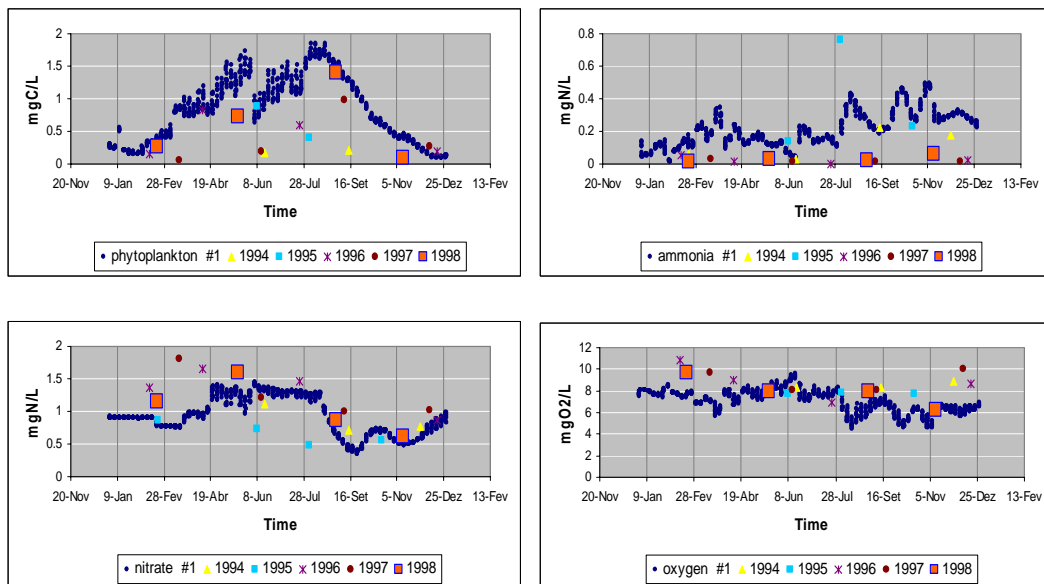 2
1.5
1
0.5
0
mgC/L
20-Nov 9-Jan 28-Fev 19-Abr 8-Jun 28-Jul 16-Set 5-Nov 25-Dez 13-Fev
Time
phytoplankton #1 1994 1995 1996 1997 1998
0.8
0.6
0.4
0.2
0
mgN/L
20-Nov 9-Jan 28-Fev 19-Abr 8-Jun 28-Jul 16-Set 5-Nov 25-Dez 13-Fev
Time
ammonia #1 1994 1995 1996 1997 1998
2
1.5
1
0.5
0
mgN/L
20-Nov 9-Jan 28-Fev 19-Abr 8-Jun 28-Jul 16-Set 5-Nov 25-Dez 13-Fev
Time
nitrate #1 1994 1995 1996 1997 1998
12
10
8
6
4
2
0
mgO2/L
20-Nov 9-Jan 28-Fev 19-Abr 8-Jun 28-Jul 16-Set 5-Nov 25-Dez 13-Fev
Time
oxygen #1 1994 1995 1996 1997 1998